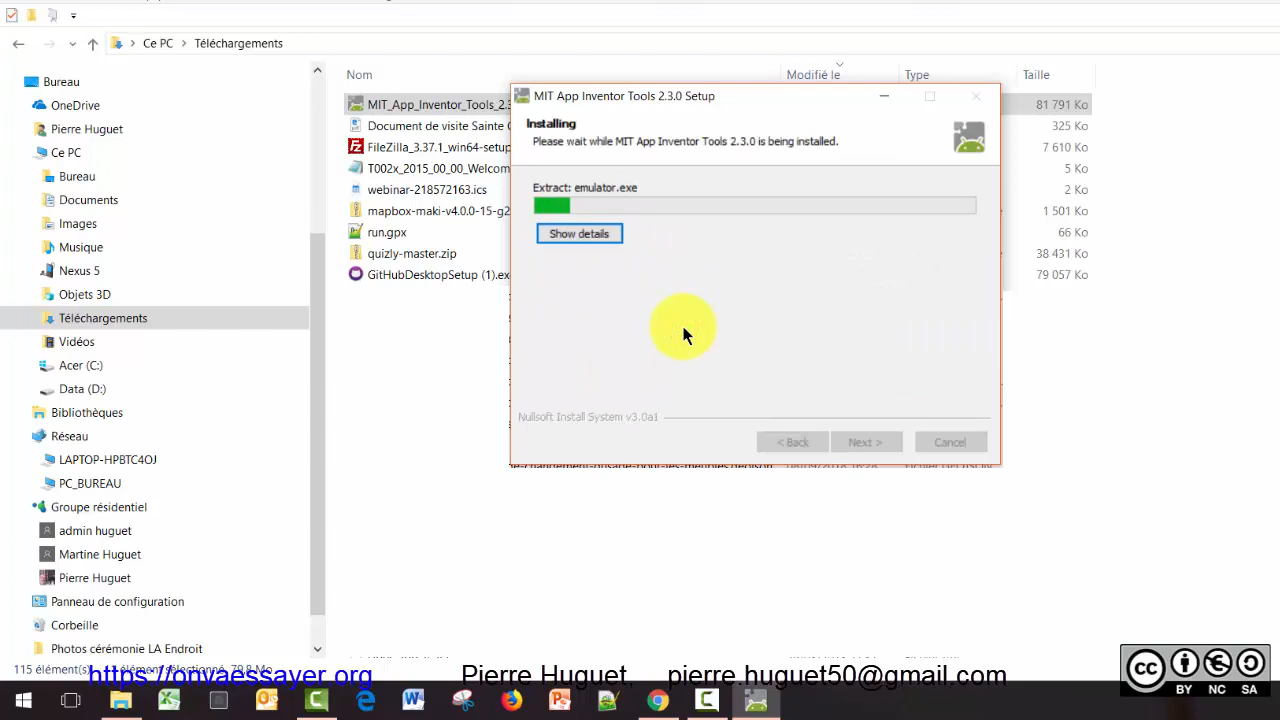 Ce PC > Téléchargements
Nom
Modifié le
Type
Taille
Bureau
OneDrive
Pierre Huguet
Ce PC
Bureau
Documents
Images
Musique
Nexus 5
Objets 3D
Téléchargements
Vidéos
Acer (C:)
Data (D:)
Bibliothèques
Réseau
LAPTOP-HPBTC4OJ
PC_BUREAU
Groupe résidentiel
admin huguet
Martine Huguet
Pierre Huguet
Panneau de configuration
Corbeille
Photos cérémonie LA Endroit
MIT_App_Inventor_Tools_2.3
81 791 Ko
Document de visite Sainte
325 Ko
FileZilla_3.37.1_win64-setup
7 610 Ko
T002x_2015_00_00_Welcom
5 Ko
webinar-218572163.ics
2 Ko
mapbox-maki-v4.0.0-15-g2
1 501 Ko
run.gpx
66 Ko
quizly-master.zip
38 431 Ko
GitHubDesktopSetup (1).ex
79 057 Ko
MIT App Inventor Tools 2.3.0 Setup
Installing
Please wait while MIT App Inventor Tools 2.3.0 is being installed.
Extract: emulator.exe
Show details
Nullsoft Install System v3.0a1
< Back
Next >
Cancel
115 élément(s)
1 élément sélectionné 79,8 Mo
https://onvaessayer.org
Pierre Huguet, pierre.huguet50@gmail.com
cc
BY NC SA